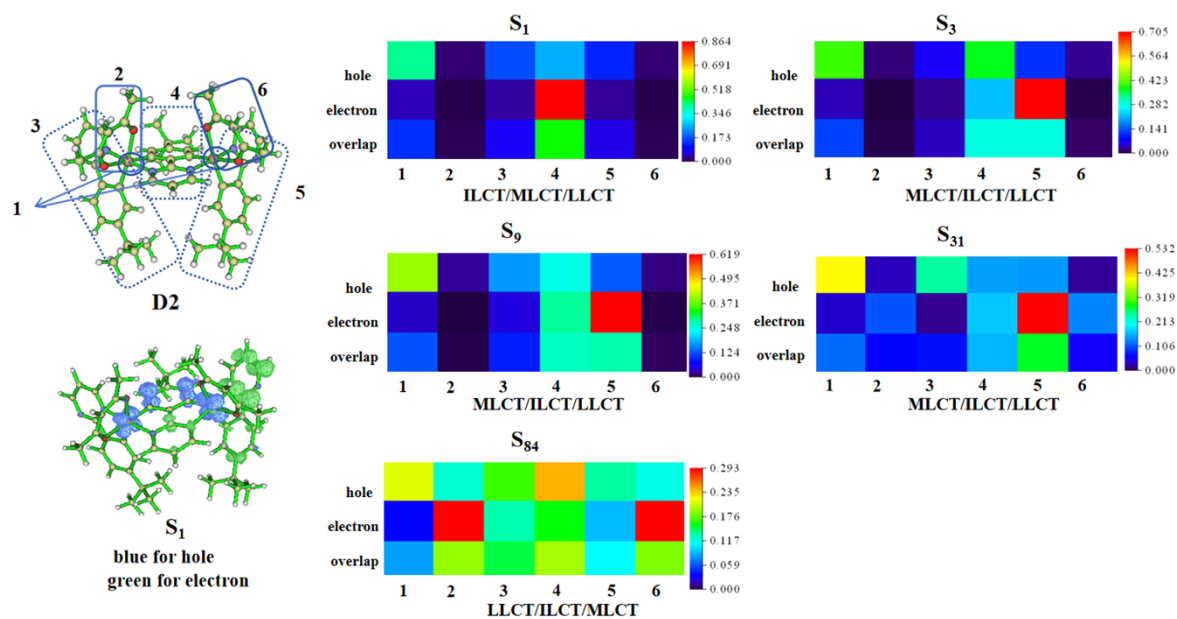 S1
0.864
0.691
0.518
0.346
0.173
0.000
hole
electron
overlap
1 2 3 4 5 6
ILCT/MLCT/LLCT
S3
0.705
0.564
0.423
0.282
0.141
0.000
hole
electron
overlap
1 2 3 4 5 6
MLCT/ILCT/LLCT
2
4
6
3
5
1
D2
S9
0.619
0.495
0.371
0.248
0.124
0.000
hole
electron
overlap
1 2 3 4 5 6
MLCT/ILCT/LLCT
S31
0.532
0.425
0.319
0.213
0.106
0.000
hole
electron
overlap
1 2 3 4 5 6
MLCT/ILCT/LLCT
S1
blue for hole
green for electron
S84
0.293
0.235
0.176
0.117
0.059
0.000
hole
electron
overlap
1 2 3 4 5 6
LLCT/ILCT/MLCT